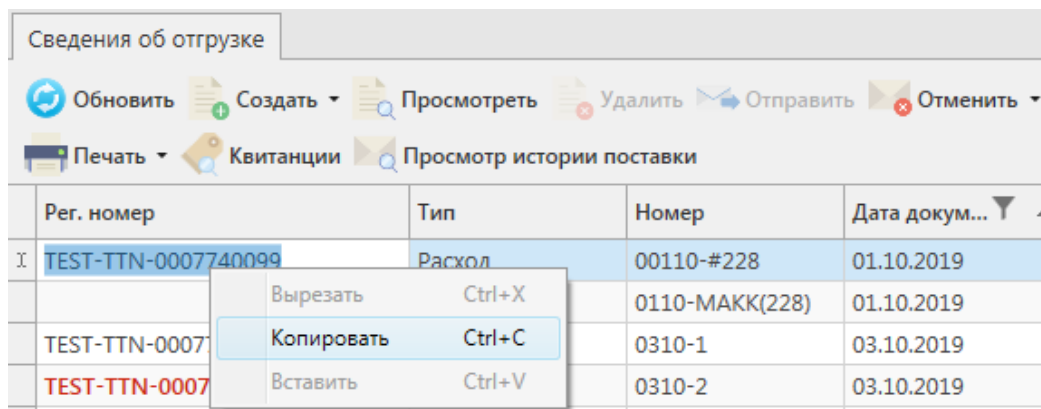 Сведения об отгрузке
Обновить Создать Просмотреть Удалить Отправить Отменить
Печать Квитанции Просмотр истории поставки
Рег. номер Тип Номер Дата докум...
TEST-TTN-0007740099 Расход 00110-#228 01.10.2019
Вырезать Ctrl+X 0110-МАКК(228) 01.10.2019
TEST-TTN-0007 Копировать Ctrl+C 0310-1 03.10.2019
TEST-TTN-0007 Вставить Ctrl+V 0310-2 03.10.2019